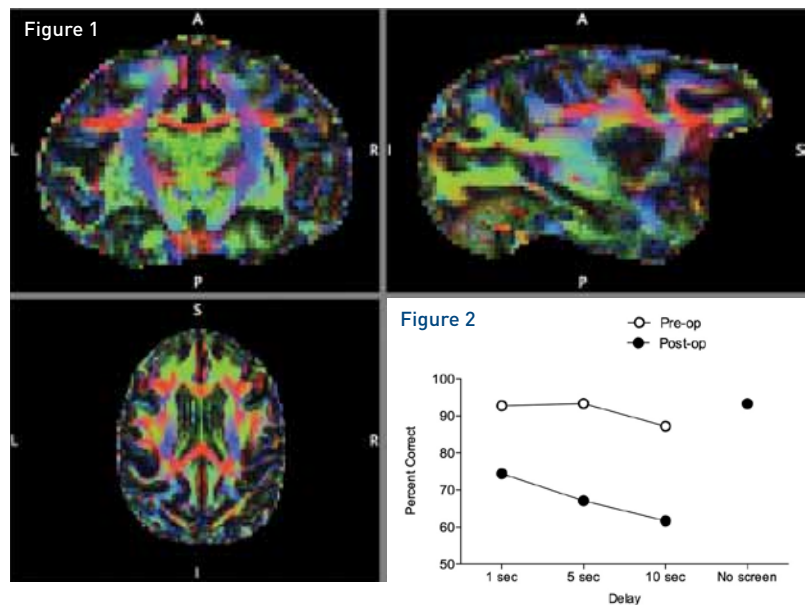 Figure 1
A
L
R
P
A
I
S
P
S
L
R
I
Figure 2
Pre-op
Post-op
100
90
80
70
60
50
Percent Correct
1 sec 5 sec 10 sec No screen
Delay